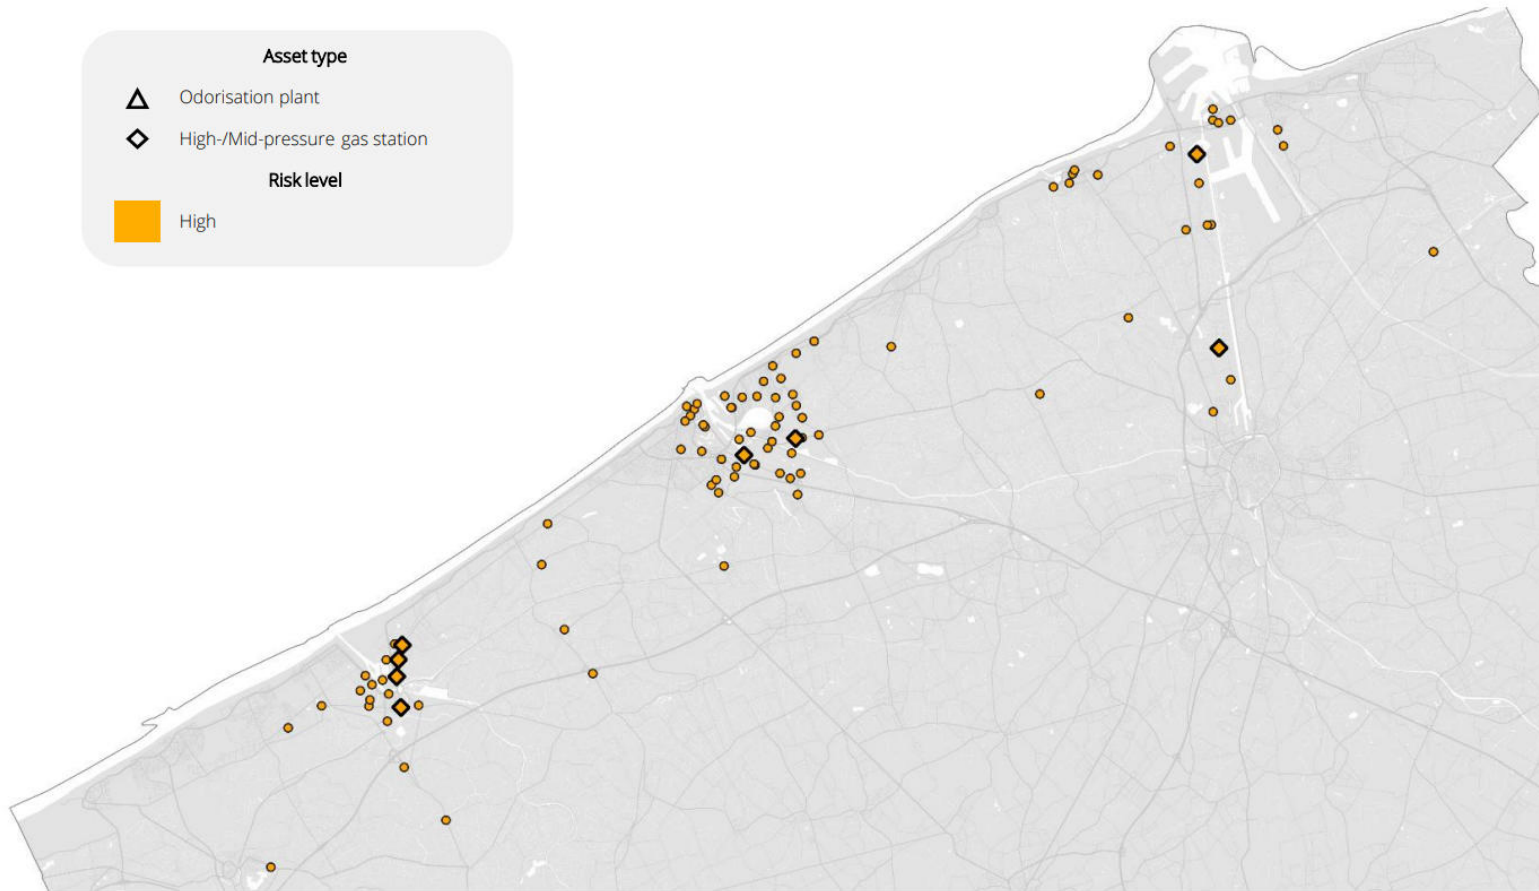 Asset type
Odorisation plant
High-/Mid-pressure gas station
Risk level
High